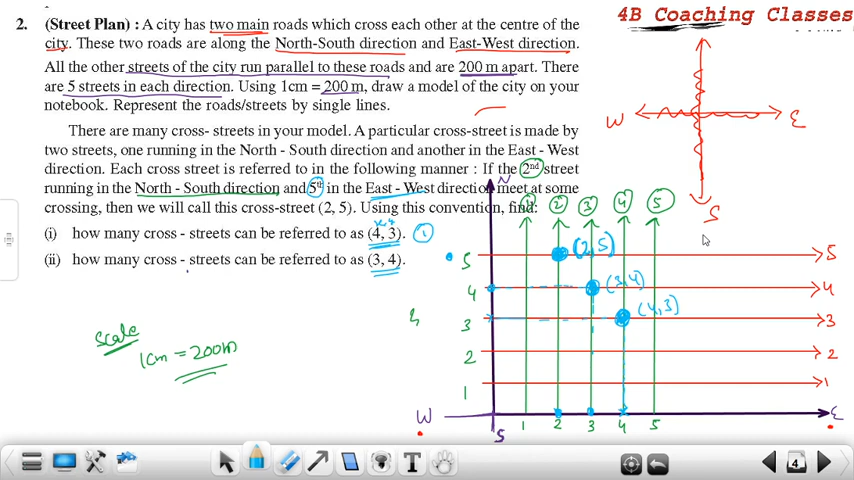 4B Coaching Classes
2. (Street Plan) : A city has two main roads which cross each other at the centre of the
city. These two roads are along the North-South direction and East-West direction.
All the other streets of the city run parallel to these roads and are 200 m apart. There
are 5 streets in each direction. Using 1cm = 200 m, draw a model of the city on your
notebook. Represent the roads/streets by single lines.
There are many cross- streets in your model. A particular cross-street is made by
two streets, one running in the North - South direction and another in the East - West
direction. Each cross street is referred to in the following manner : If the 2nd street
running in the North - South direction and 5th in the East - West direction meet at some
crossing, then we will call this cross-street (2, 5). Using this convention, find:
(i) how many cross - streets can be referred to as (4, 3). 1
(ii) how many cross - streets can be referred to as (3, 4).
W E
S
N
1 2 3 4 5
(2,5)
5 5
(3,4)
4 4
(4,3)
3 3
2 2
1 1
Scale
1cm = 200m
W E
S 1 2 3 4 5
T
4